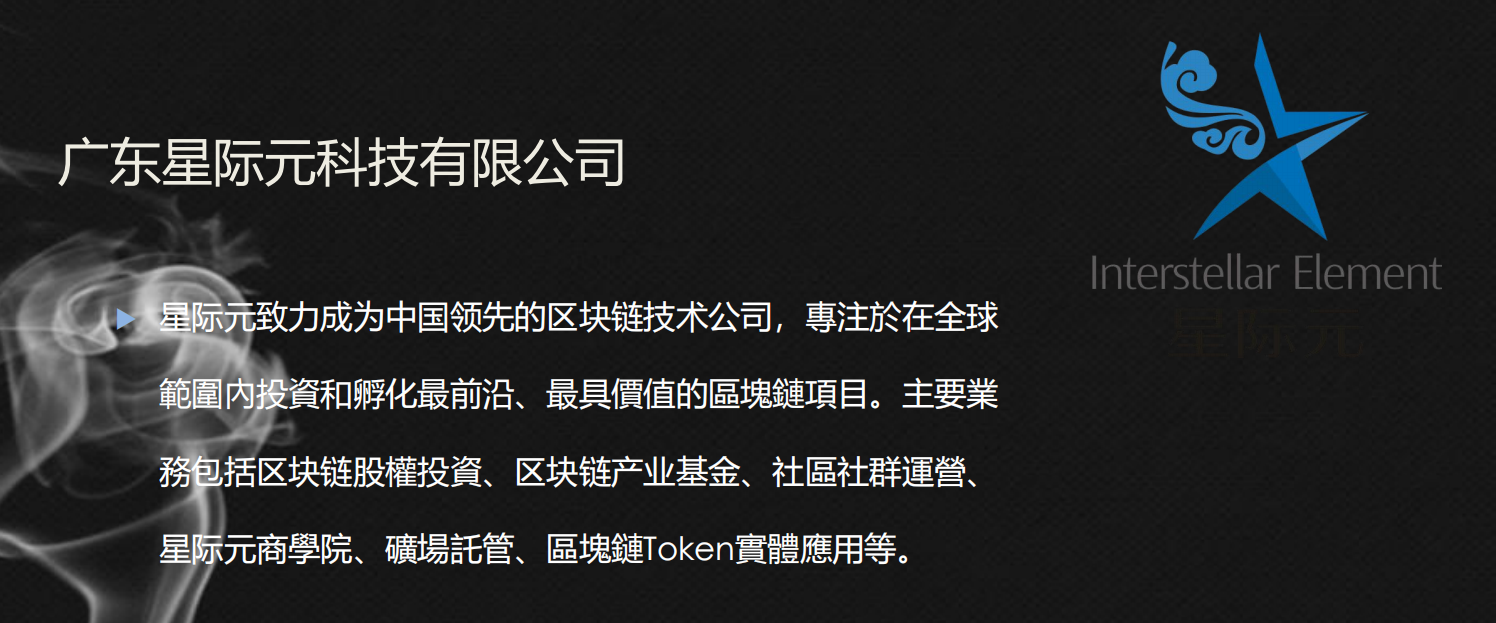 广东星际元科技有限公司
Interstellar Element
星际元
星际元致力成为中国领先的区块链技术公司，專注於在全球
範圍内投資和孵化最前沿、最具價值的區塊鏈項目。主要業
務包括区块链股權投資、区块链产业基金、社區社群運營、
星际元商學院、礦場託管、區塊鏈Token實體應用等。